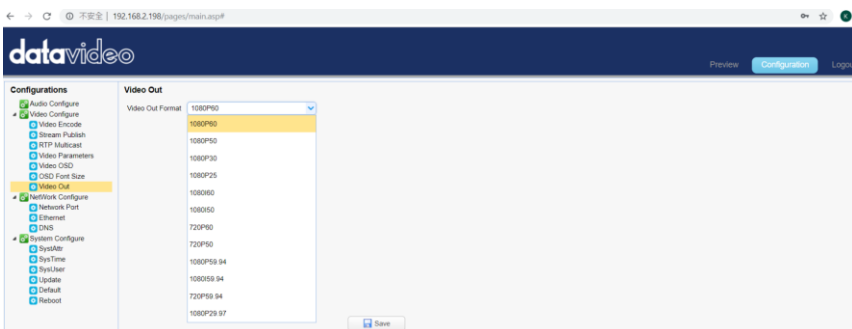 不安全 | 192.168.2.198/pages/main.asp#
K
datavideo
Preview
Configuration
Logou
Configurations
Audio Configure
Video Configure
Video Encode
Stream Publish
RTP Multicast
Video Parameters
Video OSD
OSD Font Size
Video Out
NetWork Configure
Network Port
Ethernet
DNS
System Configure
SystAttr
SysTime
SysUser
Update
Default
Reboot
Video Out
Video Out Format 1080P60
1080P60
1080P50
1080P30
1080P25
1080I60
1080I50
720P60
720P50
1080P59.94
1080I59.94
720P59.94
1080P29.97
Save